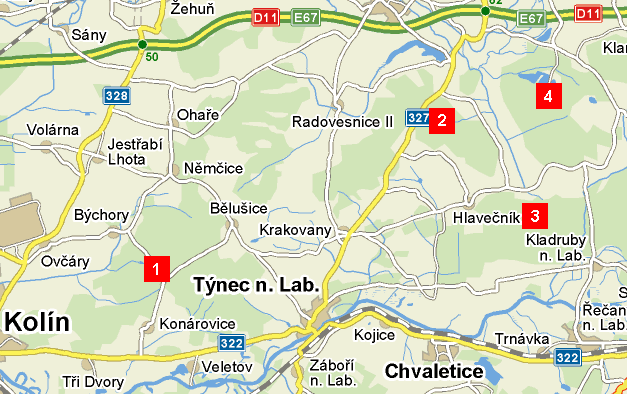 Žehuň
D11
E67
62
E67
D11
Sány
50
Klam
328
4
Ohaře
Radovesnice II
327
2
Volárna
Jestřabí
Lhota
Němčice
Býchory
Bělušice
Hlavečník
3
Krakovany
Kladruby
n. Lab.
Ovčáry
1
Týnec n. Lab.
Kolín
Konárovice
Řečan
n. Lab.
322
Kojice
Trnávka
322
Veletov
Záboří
n. Lab.
Chvaletice
Tři Dvory